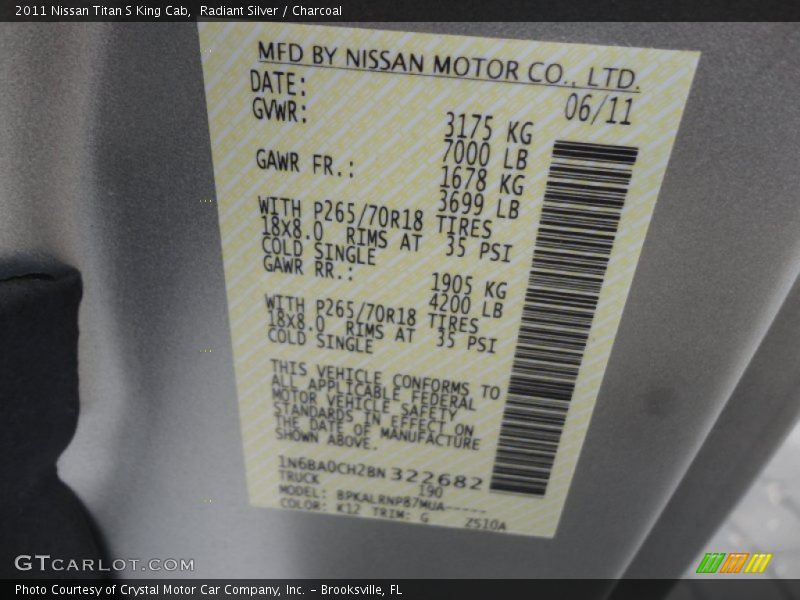 2011 Nissan Titan S King Cab,  Radiant Silver / Charcoal
MFD BY NISSAN MOTOR CO., LTD.
DATE: 06/11
GVWR: 3175 KG
7000 LB
GAWR FR.: 1678 KG
3699 LB
WITH P265/70R18 TIRES
18X8.0 RIMS AT 35 PSI
COLD SINGLE
GAWR RR.: 1905 KG
4200 LB
WITH P265/70R18 TIRES
18X8.0 RIMS AT 35 PSI
COLD SINGLE
THIS VEHICLE CONFORMS TO
ALL APPLICABLE FEDERAL
MOTOR VEHICLE SAFETY
STANDARDS IN EFFECT ON
THE DATE OF MANUFACTURE
SHOWN ABOVE.
1N6BA0CH2BN322682
TRUCK 190
MODEL: BPKALRNP87MUA-----
COLOR: K12 TRIM: G Z510A
GTCARLOT.COM
Photo Courtesy of Crystal Motor Car Company, Inc. – Brooksville, FL